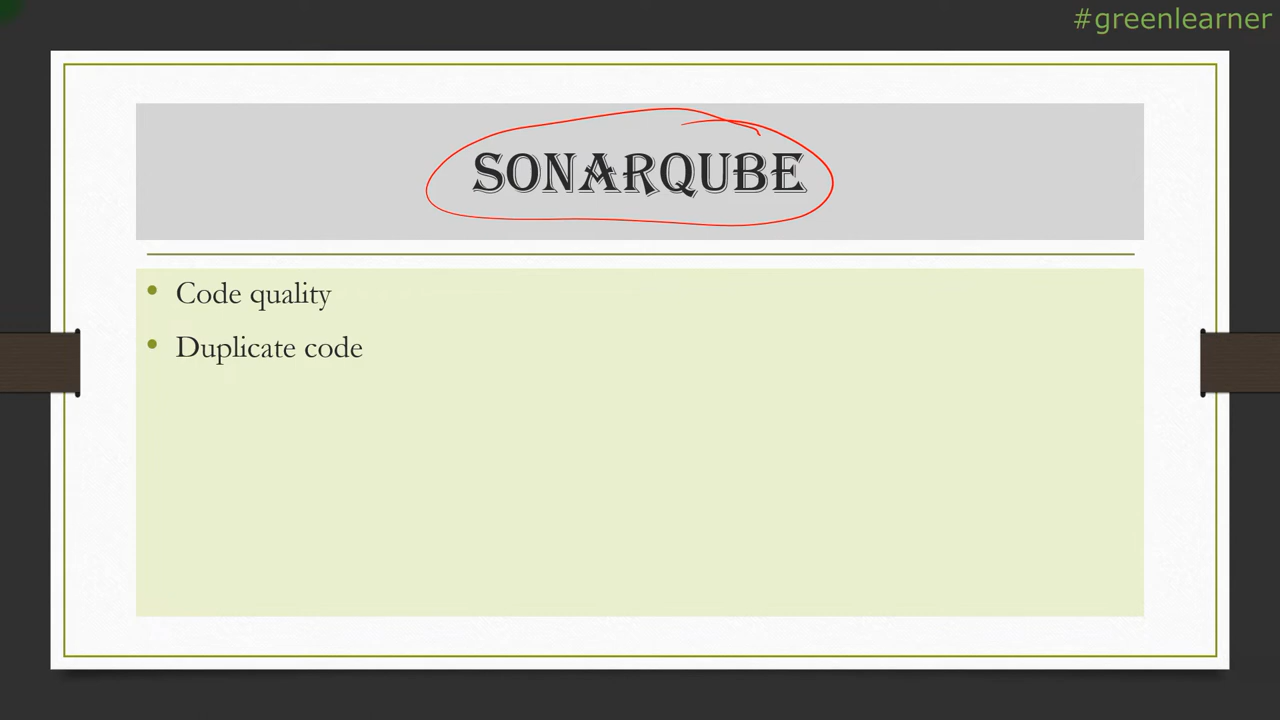 #greenlearner
SONARQUBE
• Code quality
• Duplicate code